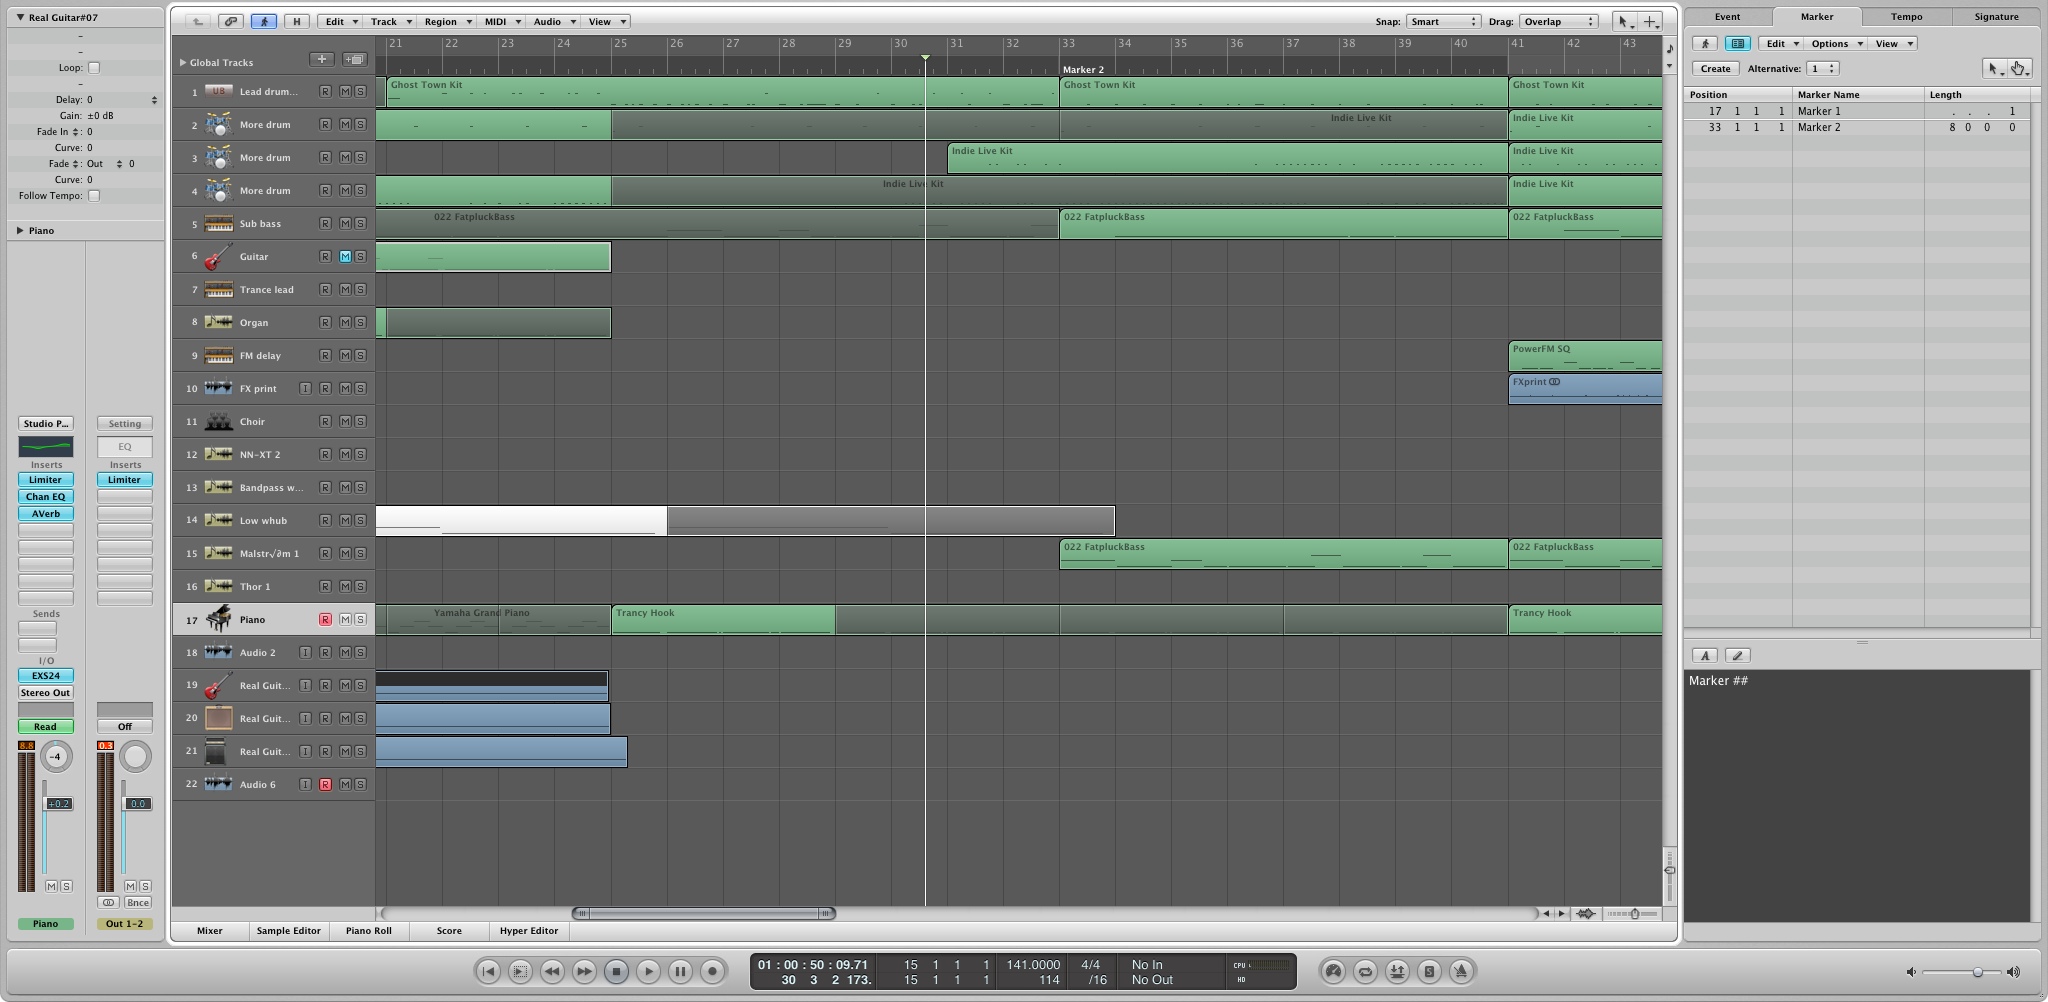 Real Guitar#07
–
–
Loop:
–
Delay: 0
Gain: ±0 dB
Fade In : 0
Curve: 0
Fade : Out 0
Curve: 0
Follow Tempo:
Piano
Studio P... Setting
EQ
Inserts Inserts
Limiter Limiter
Chan EQ
AVerb
Sends
I/O
EXS24
Stereo Out
Read Off
8.8 0.3
-4
+0.2 0.0
M S M S
Bnce
Piano Out 1-2
H Edit Track Region MIDI Audio View Snap: Smart Drag: Overlap
21 22 23 24 25 26 27 28 29 30 31 32 33 34 35 36 37 38 39 40 41 42 43
Global Tracks
Marker 2
1 Lead drum... R M S Ghost Town Kit Ghost Town Kit Ghost Town Kit
2 More drum R M S Indie Live Kit Indie Live Kit
3 More drum R M S Indie Live Kit Indie Live Kit
4 More drum R M S Indie Live Kit Indie Live Kit
5 Sub bass R M S 022 FatpluckBass 022 FatpluckBass 022 FatpluckBass
6 Guitar R M S
7 Trance lead R M S
8 Organ R M S
9 FM delay R M S PowerFM SQ
10 FX print I R M S FXprint
11 Choir R M S
12 NN-XT 2 R M S
13 Bandpass w... R M S
14 Low whub R M S
15 Malstr√∂m 1 R M S 022 FatpluckBass 022 FatpluckBass
16 Thor 1 R M S
17 Piano R M S Yamaha Grand Piano Trancy Hook Trancy Hook
18 Audio 2 I R M S
19 Real Guit... I R M S
20 Real Guit... I R M S
21 Real Guit... I R M S
22 Audio 6 I R M S
Mixer Sample Editor Piano Roll Score Hyper Editor
Event Marker Tempo Signature
Edit Options View
Create Alternative: 1
Position Marker Name Length
17 1 1 1 Marker 1 . . . 1
33 1 1 1 Marker 2 8 0 0 0
A
Marker ##
01 : 00 : 50 : 09.71 15 1 1 1 141.0000 4/4 No In CPU
30 3 2 173. 15 1 1 1 114 /16 No Out HD
S